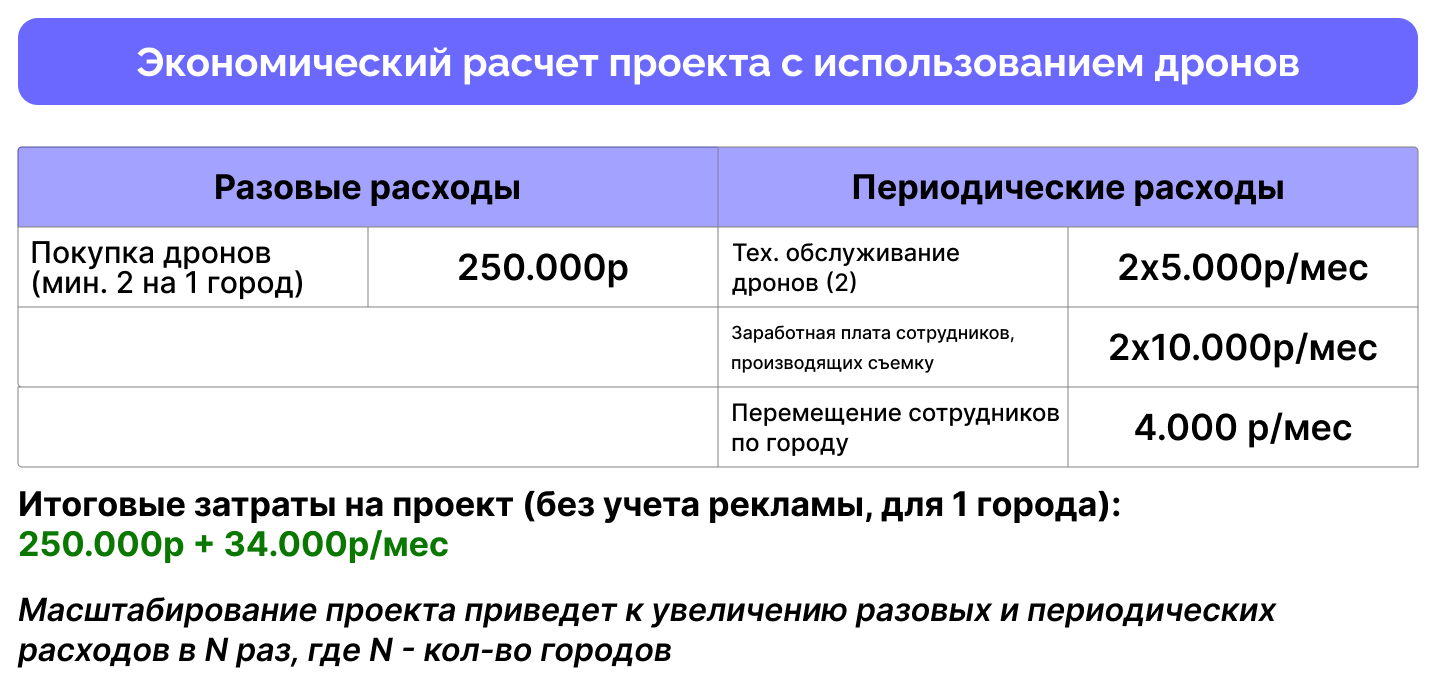 Экономический расчет проекта с использованием дронов
Разовые расходы
Периодические расходы
Покупка дронов
(мин. 2 на 1 город)
250.000р
Тех. обслуживание
дронов (2)
2х5.000р/мес
Заработная плата сотрудников,
производящих съемку
2х10.000р/мес
Перемещение сотрудников
по городу
4.000 р/мес
Итоговые затраты на проект (без учета рекламы, для 1 города):
250.000р + 34.000р/мес
Масштабирование проекта приведет к увеличению разовых и периодических
расходов в N раз, где N - кол-во городов